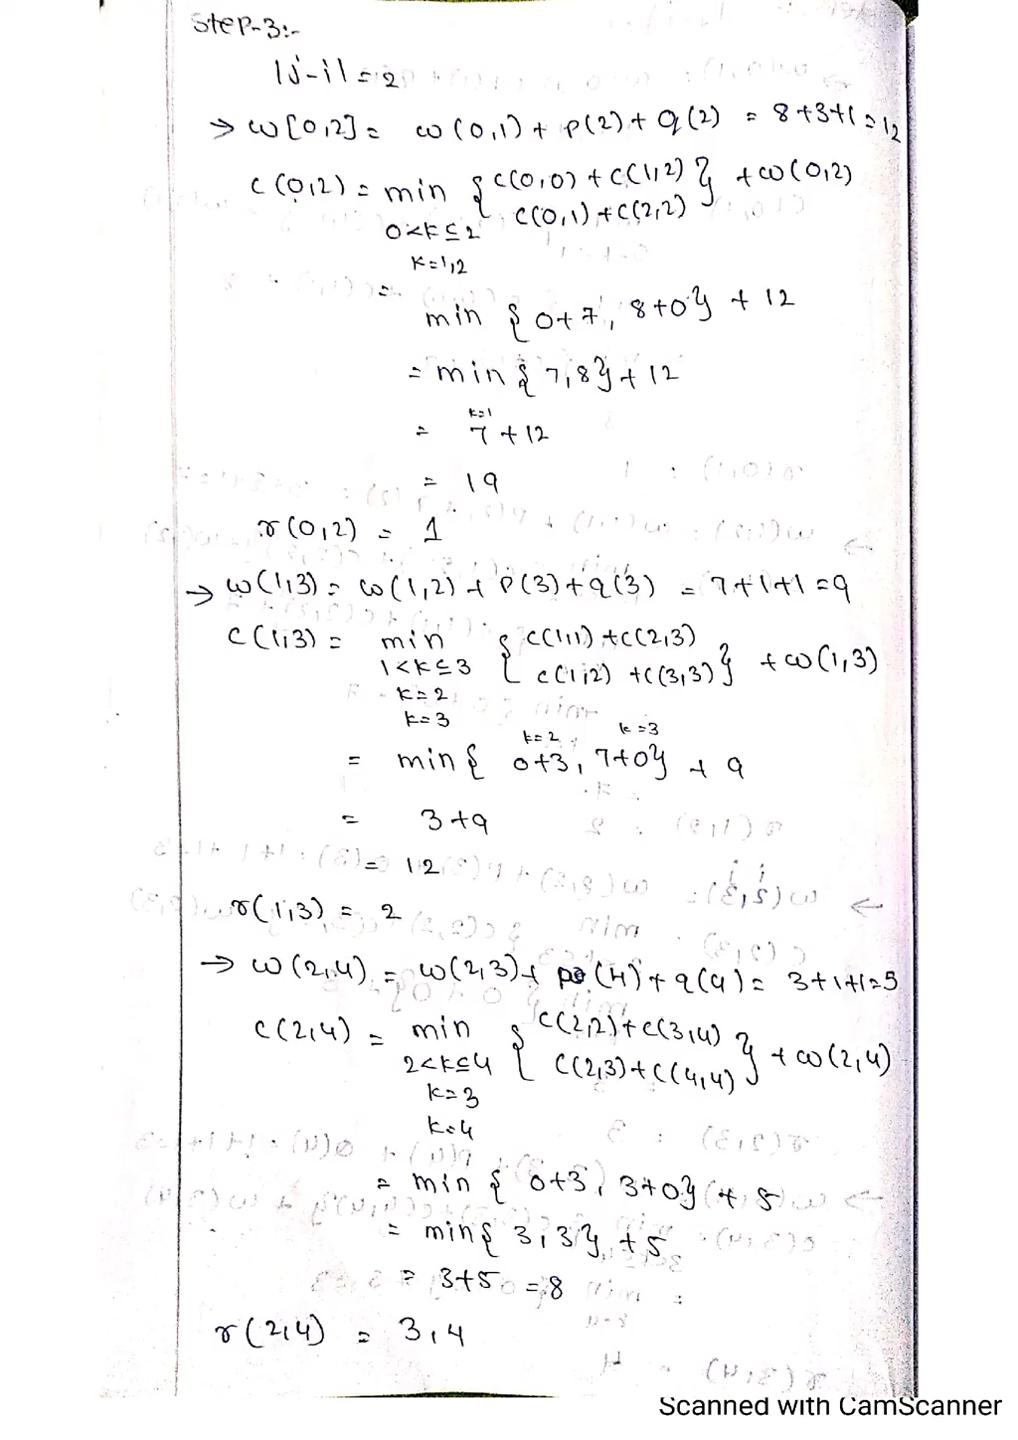 Step-3:-
|j-i| = 2
→ w[0,2] = w(0,1) + p(2) + q(2) = 8+3+1 = 12
c(0,2) = min {c(0,0) + c(1,2)} + w(0,2)
c(0,1) + c(2,2)
0<k≤2
k=1,2
=
min {0+7, 8+0} + 12
= min {7,8} + 12
k=1
= 7+12
= 19
r(0,2) = 1
→ w(1,3) = w(1,2) + p(3) + q(3) = 7+1+1 = 9
c(1,3) = min {c(1,1) + c(2,3)
1<k≤3 c(1,2) + c(3,3)} + w(1,3)
k=2
k=3
k=2 k=3
= min { 0+3, 7+0} + 9
= 3+9
= 12
r(1,3) = 2
→ w(2,4) = w(2,3) + p(4) + q(4) = 3+1+1=5
c(2,4) = min {c(2,2) + c(3,4)
2<k≤4 c(2,3) + c(4,4)} + w(2,4)
k=3
k=4
= min { 0+3, 3+0} + 5
= min{ 3,3} + 5
= 3+5 = 8
r(2,4) = 3,4
Scanned with CamScanner